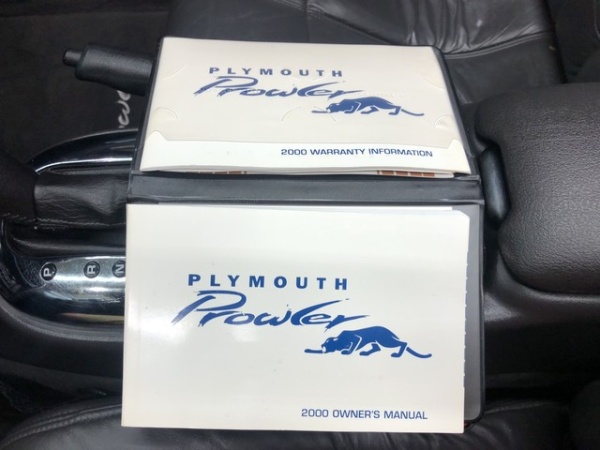 PLYMOUTH
Prowler
2000 WARRANTY INFORMATION
PLYMOUTH
Prowler
2000 OWNER'S MANUAL
P R N